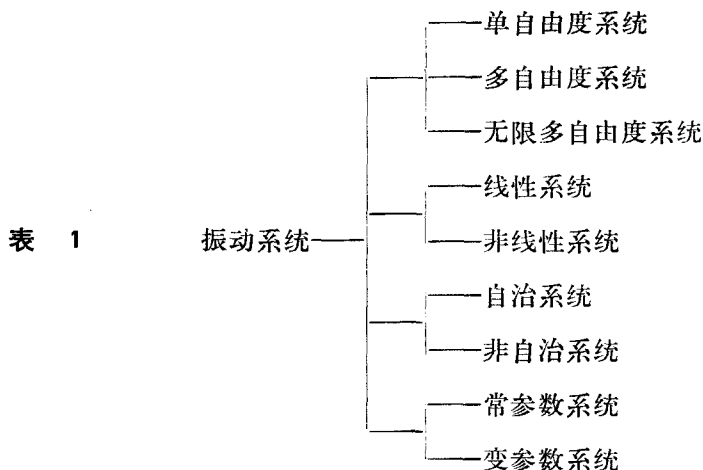 单自由度系统
多自由度系统
无限多自由度系统
线性系统
表 1 振动系统
非线性系统
自治系统
非自治系统
常参数系统
变参数系统